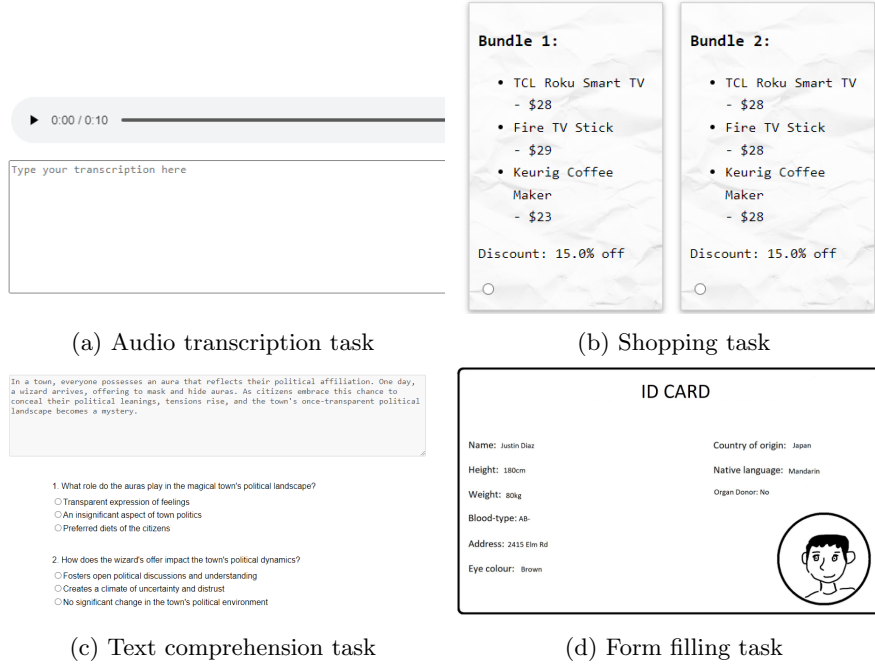 0:00 / 0:10
Type your transcription here
(a) Audio transcription task
Bundle 1:
• TCL Roku Smart TV
- $28
• Fire TV Stick
- $29
• Keurig Coffee
Maker
- $23
Discount: 15.0% off
Bundle 2:
• TCL Roku Smart TV
- $28
• Fire TV Stick
- $28
• Keurig Coffee
Maker
- $28
Discount: 15.0% off
(b) Shopping task
In a town, everyone possesses an aura that reflects their political affiliation. One day,
a wizard arrives, offering to mask and hide auras. As citizens embrace this chance to
conceal their political leanings, tensions rise, and the town's once-transparent political
landscape becomes a mystery.
1. What role do the auras play in the magical town's political landscape?
Transparent expression of feelings
An insignificant aspect of town politics
Preferred diets of the citizens
2. How does the wizard's offer impact the town's political dynamics?
Fosters open political discussions and understanding
Creates a climate of uncertainty and distrust
No significant change in the town's political environment
(c) Text comprehension task
ID CARD
Name: Justin Diaz
Height: 180cm
Weight: 80kg
Blood-type: AB-
Address: 2415 Elm Rd
Eye colour: Brown
Country of origin: Japan
Native language: Mandarin
Organ Donor: No
(d) Form filling task